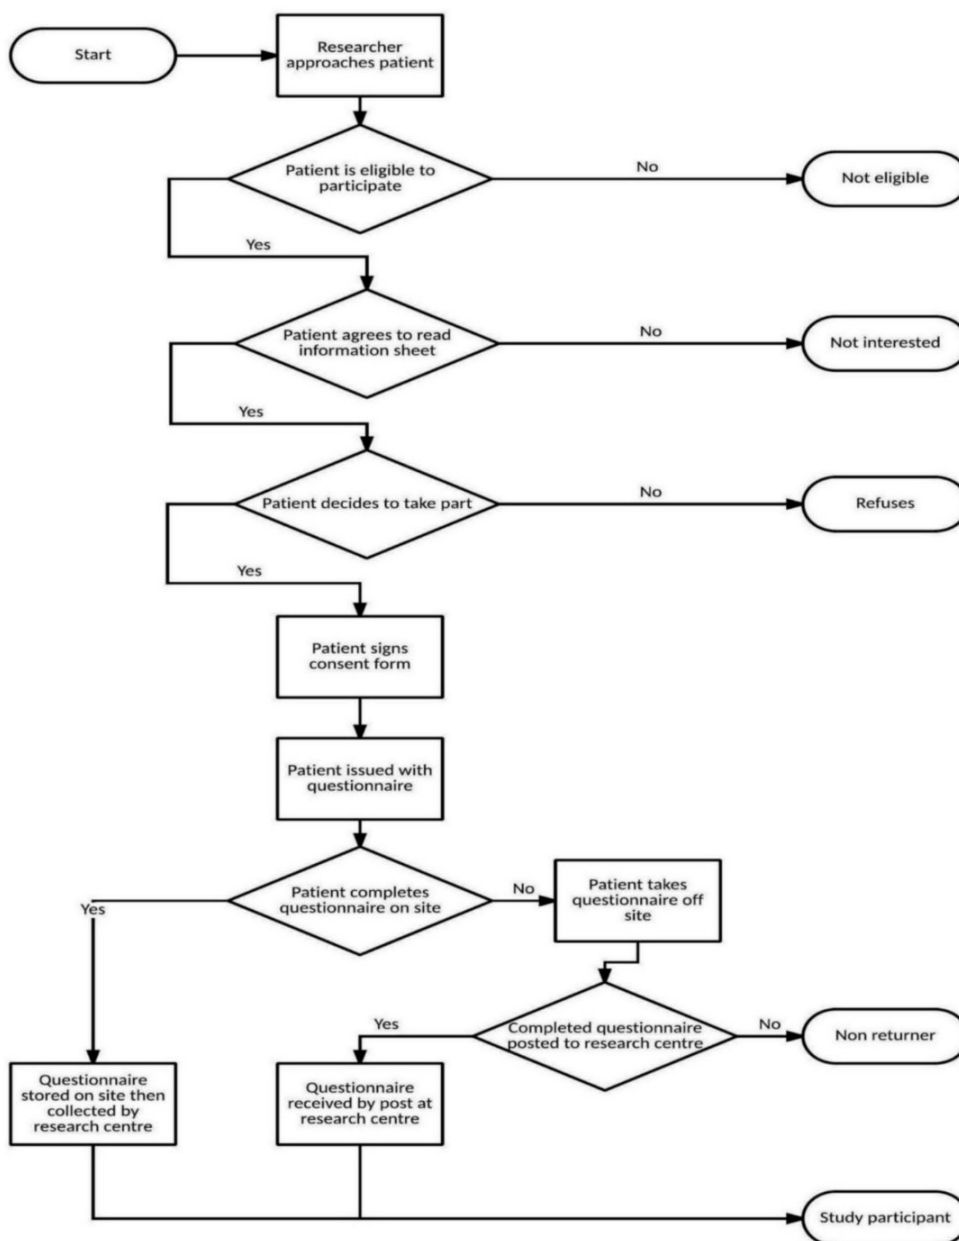 Start
Researcher
approaches patient
Patient is eligible to
participate
No
Not eligible
Yes
Patient agrees to read
information sheet
No
Not interested
Yes
Patient decides to take part
No
Refuses
Yes
Patient signs
consent form
Patient issued with
questionnaire
Patient completes
questionnaire on site
No
Patient takes
questionnaire off
site
Yes
Completed questionnaire
posted to research centre
Yes
No
Non returner
Questionnaire
stored on site then
collected by
research centre
Questionnaire
received by post at
research centre
Study participant